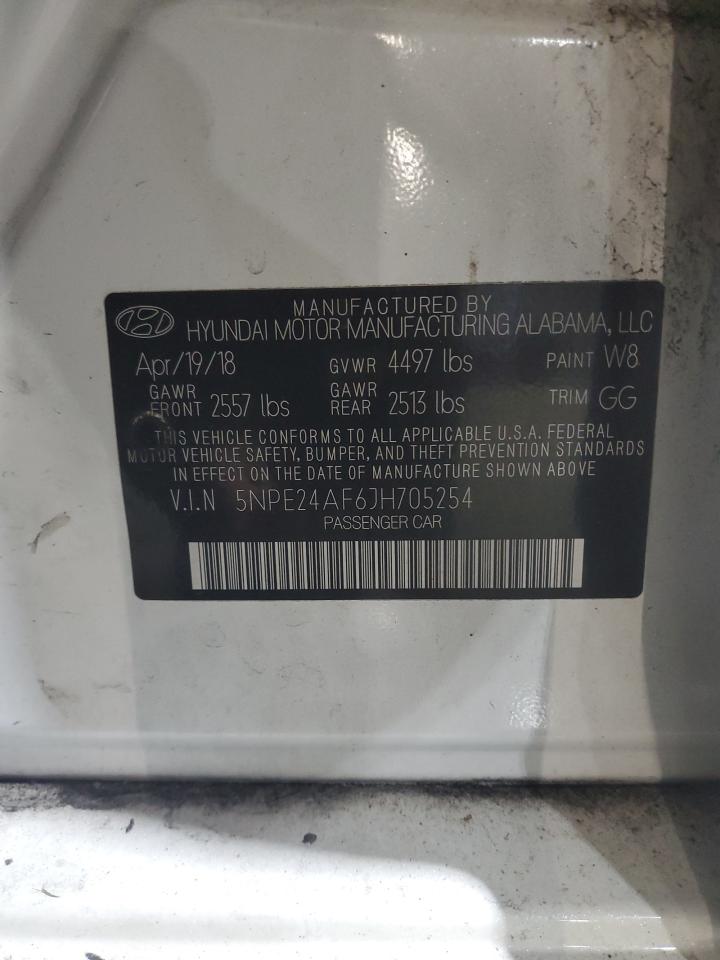 MANUFACTURED BY
HYUNDAI MOTOR MANUFACTURING ALABAMA, LLC
Apr/19/18 GVWR 4497 lbs PAINT W8
GAWR FRONT 2557 lbs GAWR REAR 2513 lbs TRIM GG
THIS VEHICLE CONFORMS TO ALL APPLICABLE U.S.A. FEDERAL
MOTOR VEHICLE SAFETY, BUMPER, AND THEFT PREVENTION STANDARDS
IN EFFECT ON THE DATE OF MANUFACTURE SHOWN ABOVE
V.I.N 5NPE24AF6JH705254
PASSENGER CAR